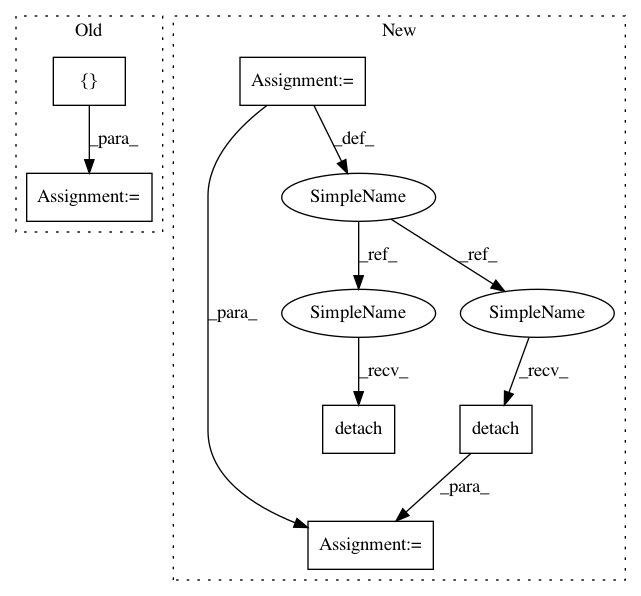 Old
New
{}
Assignment:=
_para_
_def_
Assignment:=
SimpleName
_ref_
_ref_
_para_
SimpleName
SimpleName
_recv_
_recv_
detach
detach
_para_
Assignment:=